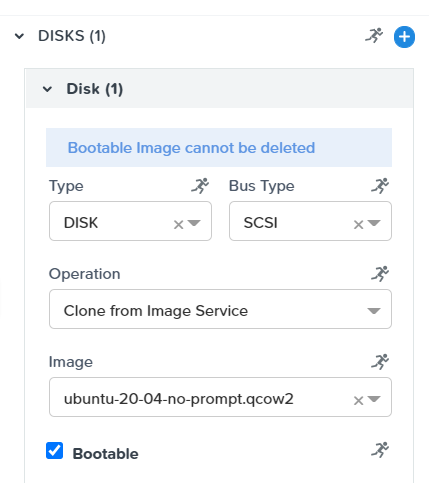 DISKS (1)
Disk (1)
Bootable Image cannot be deleted
Type Bus Type
DISK SCSI
Operation
Clone from Image Service
Image
ubuntu-20-04-no-prompt.qcow2
Bootable